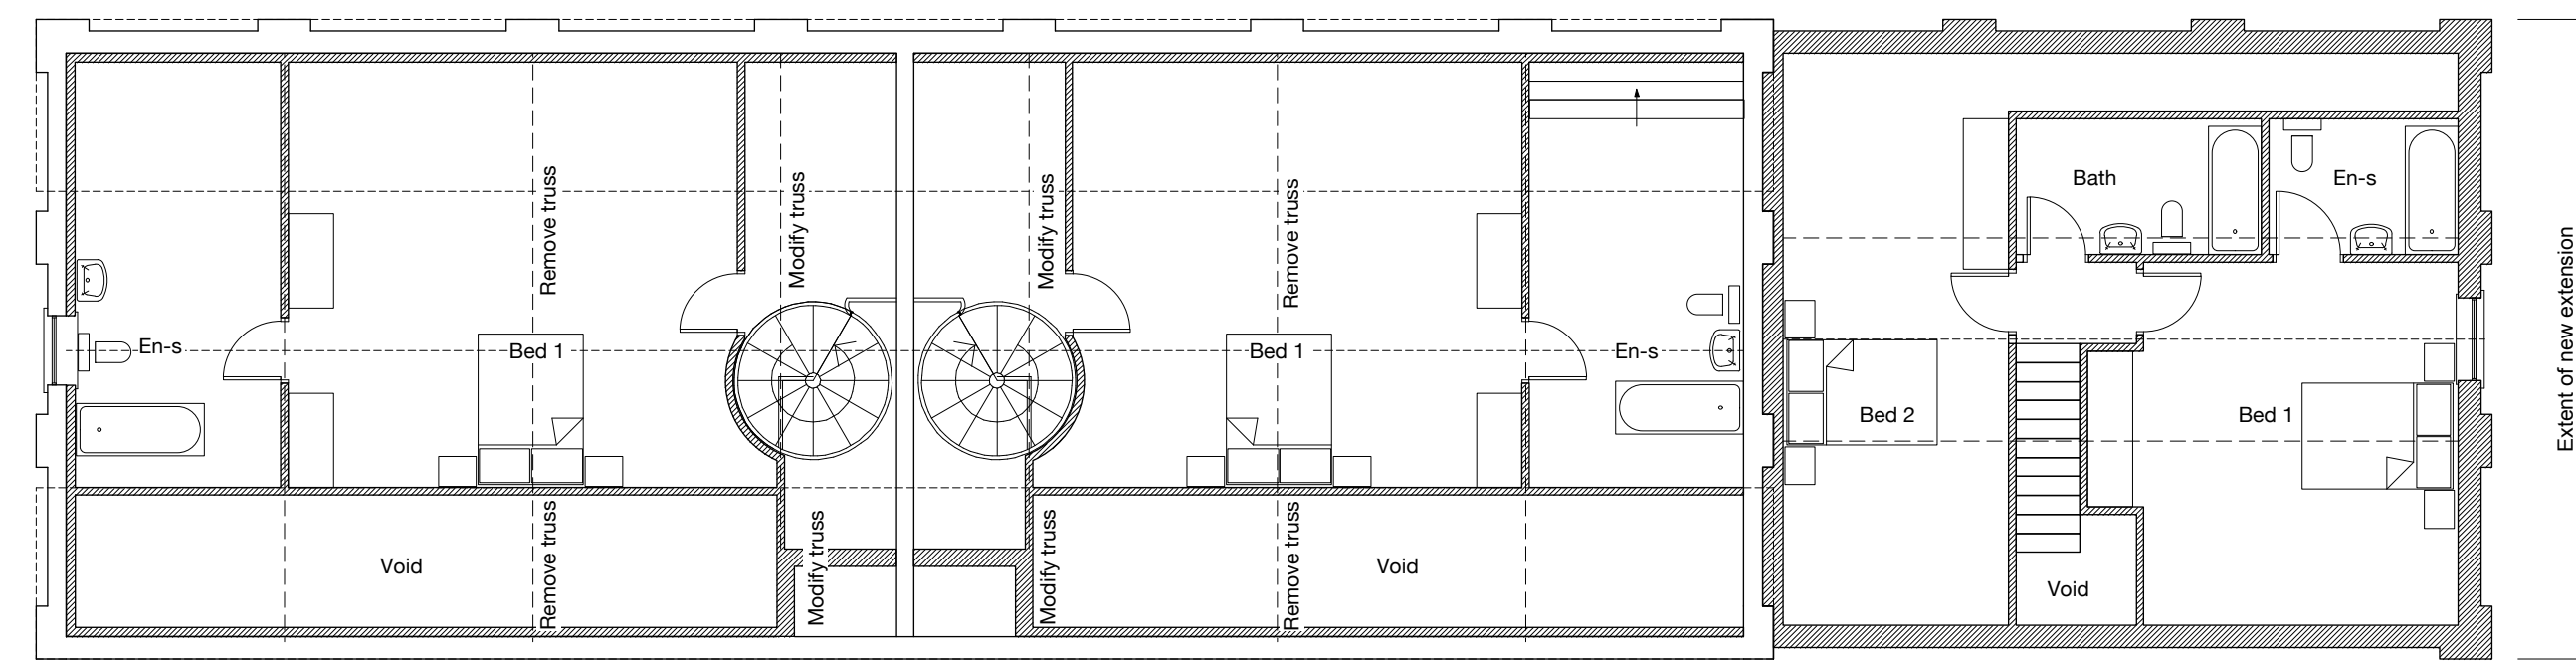 Bath
En-s
Remove truss
Modify truss
Modify truss
Remove truss
Extent of new extension
En-s
Bed 1
Bed 1
En-s
Bed 2
Bed 1
Void
Remove truss
Modify truss
Modify truss
Remove truss
Void
Void